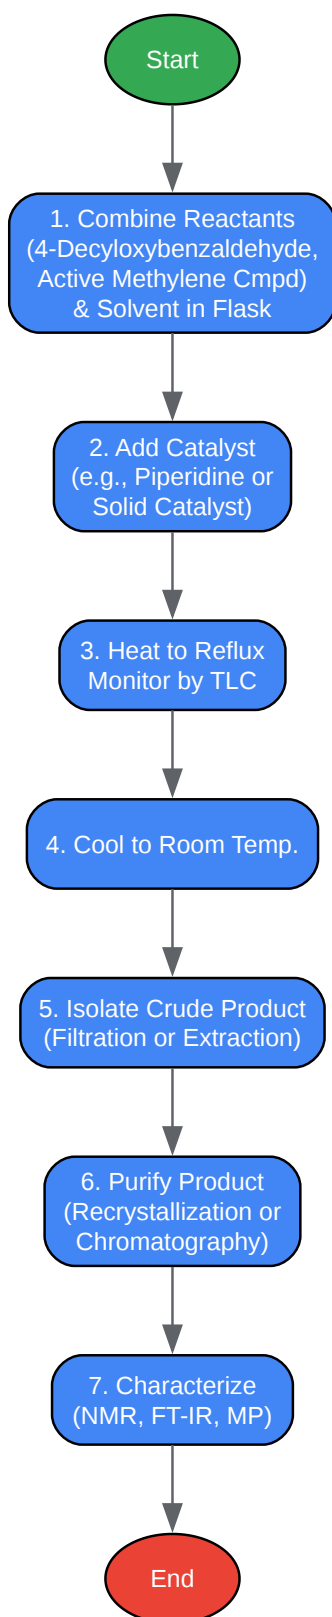 Start
1. Combine Reactants
(4-Decyloxybenzaldehyde,
Active Methylene Cmpd)
& Solvent in Flask
2. Add Catalyst
(e.g., Piperidine or
Solid Catalyst)
3. Heat to Reflux
Monitor by TLC
4. Cool to Room Temp.
5. Isolate Crude Product
(Filtration or Extraction)
6. Purify Product
(Recrystallization or
Chromatography)
7. Characterize
(NMR, FT-IR, MP)
End